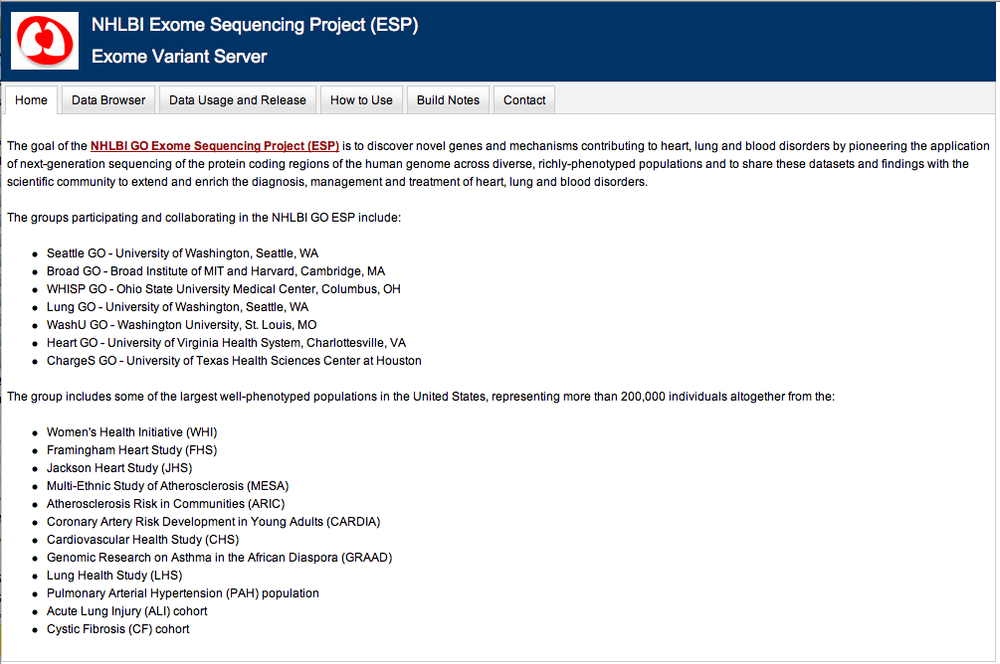 NHLBI Exome Sequencing Project (ESP)
Exome Variant Server
Home Data Browser Data Usage and Release How to Use Build Notes Contact
The goal of the NHLBI GO Exome Sequencing Project (ESP) is to discover novel genes and mechanisms contributing to heart, lung and blood disorders by pioneering the application
of next-generation sequencing of the protein coding regions of the human genome across diverse, richly-phenotyped populations and to share these datasets and findings with the
scientific community to extend and enrich the diagnosis, management and treatment of heart, lung and blood disorders.
The groups participating and collaborating in the NHLBI GO ESP include:
• Seattle GO - University of Washington, Seattle, WA
• Broad GO - Broad Institute of MIT and Harvard, Cambridge, MA
• WHISP GO - Ohio State University Medical Center, Columbus, OH
• Lung GO - University of Washington, Seattle, WA
• WashU GO - Washington University, St. Louis, MO
• Heart GO - University of Virginia Health System, Charlottesville, VA
• ChargeS GO - University of Texas Health Sciences Center at Houston
The group includes some of the largest well-phenotyped populations in the United States, representing more than 200,000 individuals altogether from the:
• Women's Health Initiative (WHI)
• Framingham Heart Study (FHS)
• Jackson Heart Study (JHS)
• Multi-Ethnic Study of Atherosclerosis (MESA)
• Atherosclerosis Risk in Communities (ARIC)
• Coronary Artery Risk Development in Young Adults (CARDIA)
• Cardiovascular Health Study (CHS)
• Genomic Research on Asthma in the African Diaspora (GRAAD)
• Lung Health Study (LHS)
• Pulmonary Arterial Hypertension (PAH) population
• Acute Lung Injury (ALI) cohort
• Cystic Fibrosis (CF) cohort